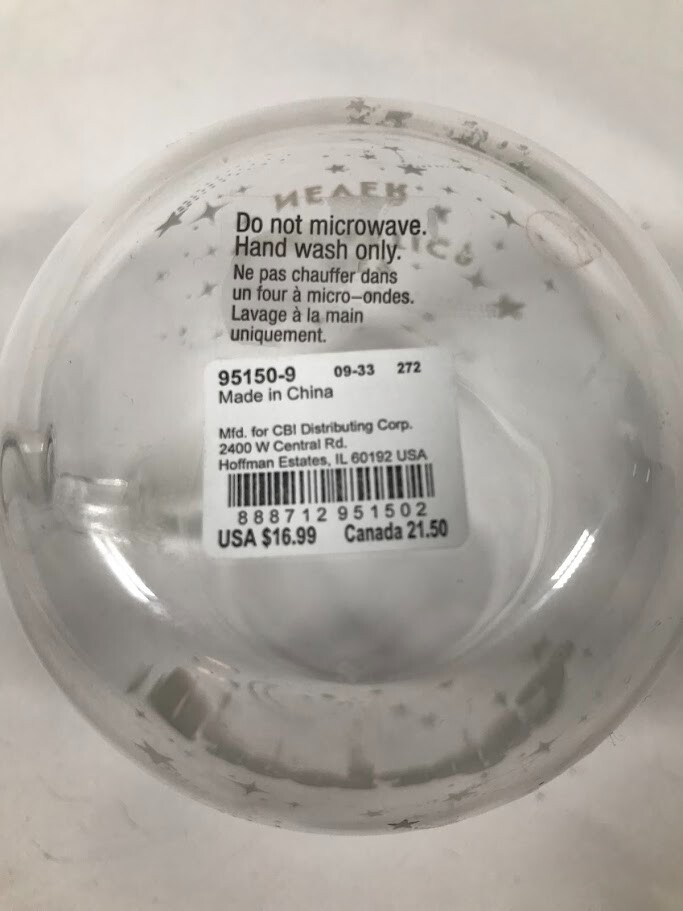 NEVER
Do not microwave.
Hand wash only.
Ne pas chauffer dans
un four à micro-ondes.
Lavage à la main
uniquement.
95150-9 09-33 272
Made in China
Mfd. for CBI Distributing Corp.
2400 W Central Rd.
Hoffman Estates, IL 60192 USA
888712 951502
USA $16.99 Canada 21.50